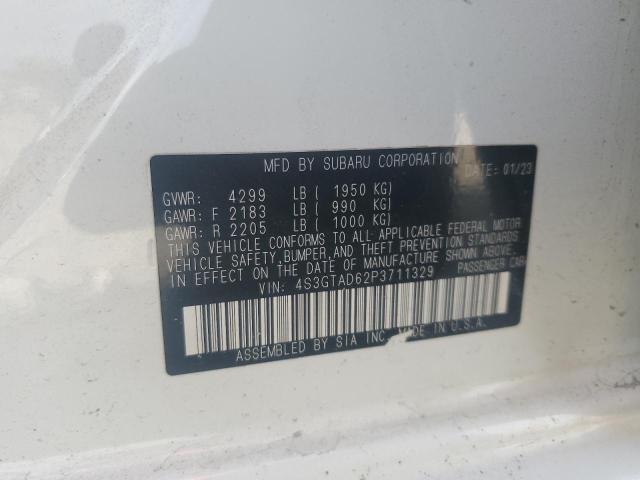 MFD BY SUBARU CORPORATION DATE: 01/23
GVWR: 4299 LB ( 1950 KG)
GAWR: F 2183 LB ( 990 KG)
GAWR: R 2205 LB ( 1000 KG)
THIS VEHICLE CONFORMS TO ALL APPLICABLE FEDERAL MOTOR
VEHICLE SAFETY,BUMPER,AND THEFT PREVENTION STANDARDS
IN EFFECT ON THE DATE OF MANUFACTURE SHOWN ABOVE.
VIN: 4S3GTAD62P3711329 PASSENGER CAR
ASSEMBLED BY SIA INC. MADE IN U.S.A.